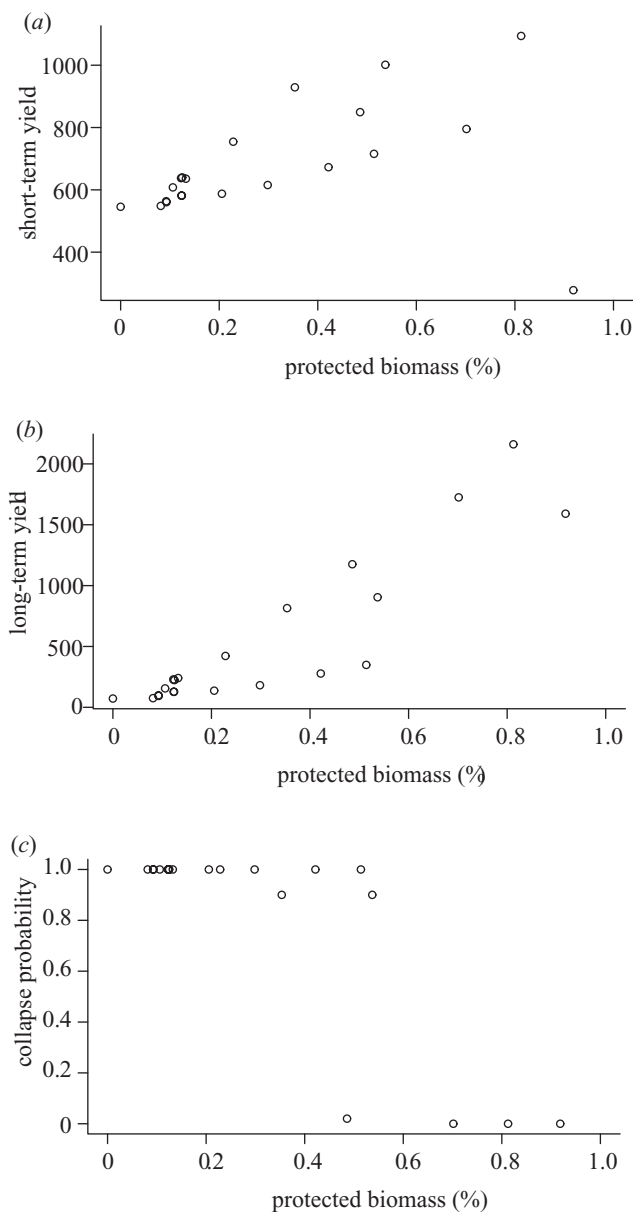 (a)
1000
800
600
400
short-term yield
0 0.2 0.4 0.6 0.8 1.0
protected biomass (%)
(b)
2000
1500
1000
500
0
long-term yield
0 0.2 0.4 0.6 0.8 1.0
protected biomass (%)
(c)
1.0
0.8
0.6
0.4
0.2
0
collapse probability
0 0.2 0.4 0.6 0.8 1.0
protected biomass (%)